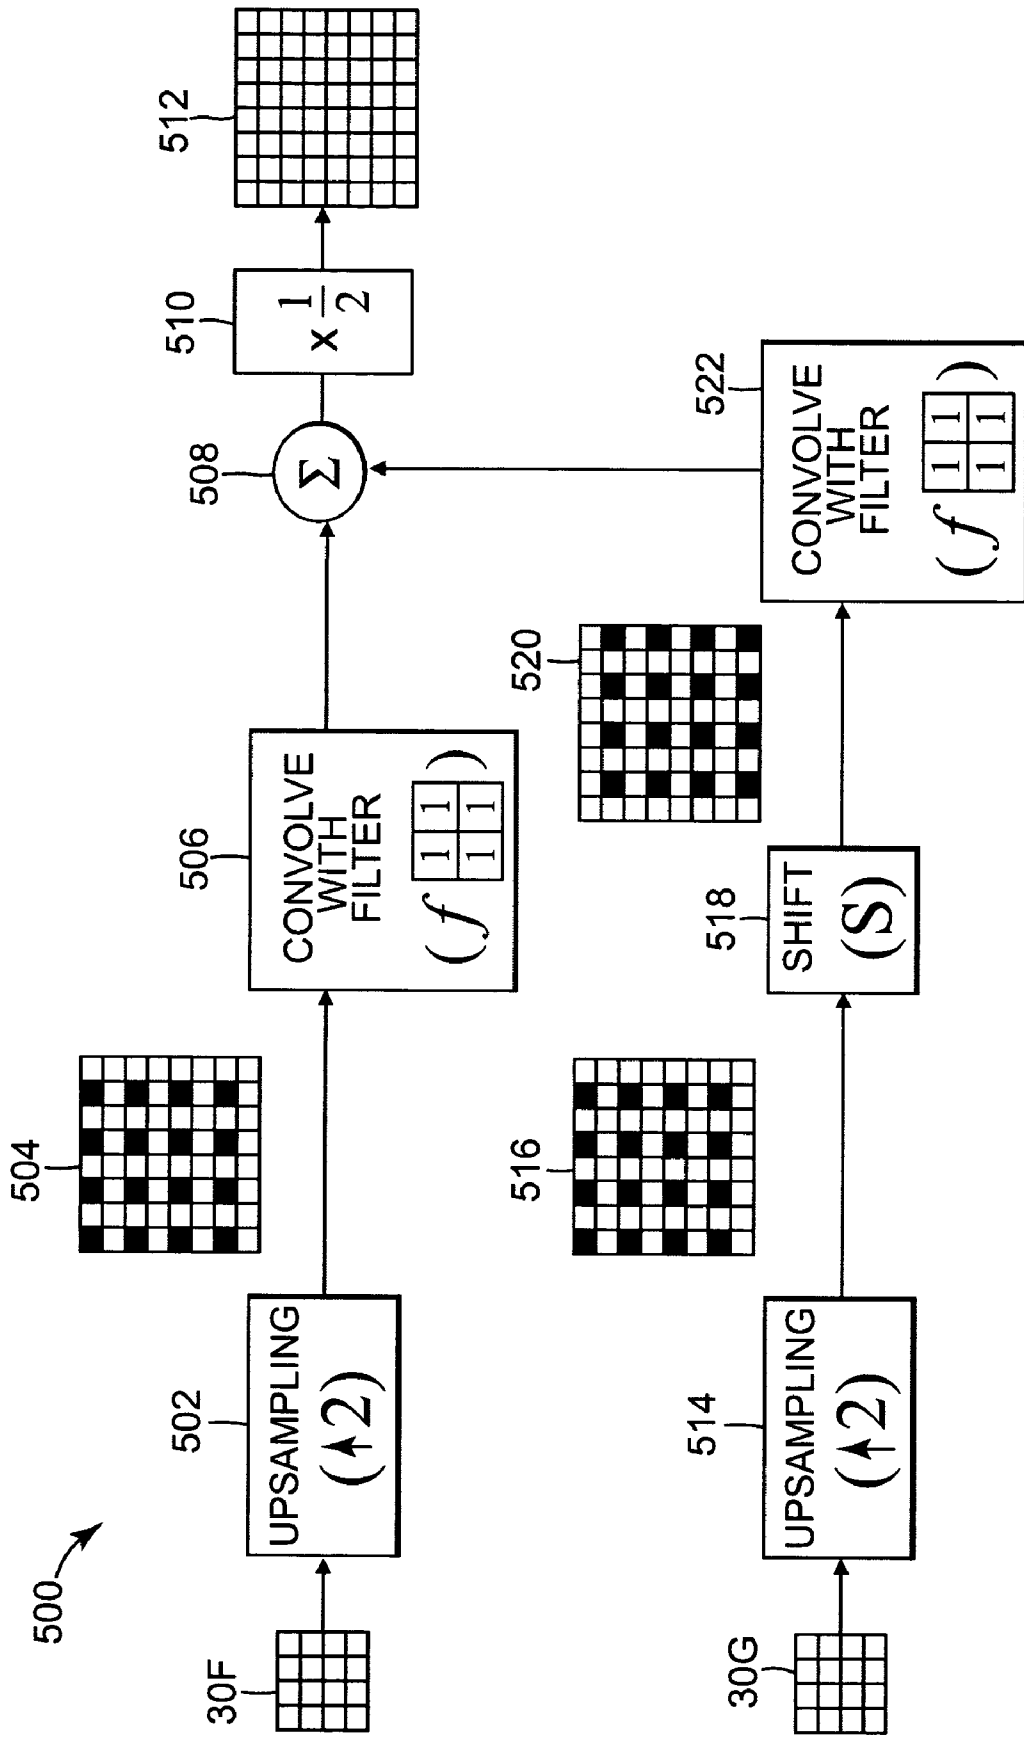 500
30F
502
UPSAMPLING
(↑2)
504
506
CONVOLVE
WITH
FILTER
(f 1 1
1 1 )
508
Σ
510
x 1/2
512
30G
514
UPSAMPLING
(↑2)
516
518
SHIFT
(S)
520
522
CONVOLVE
WITH
FILTER
(f 1 1
1 1 )